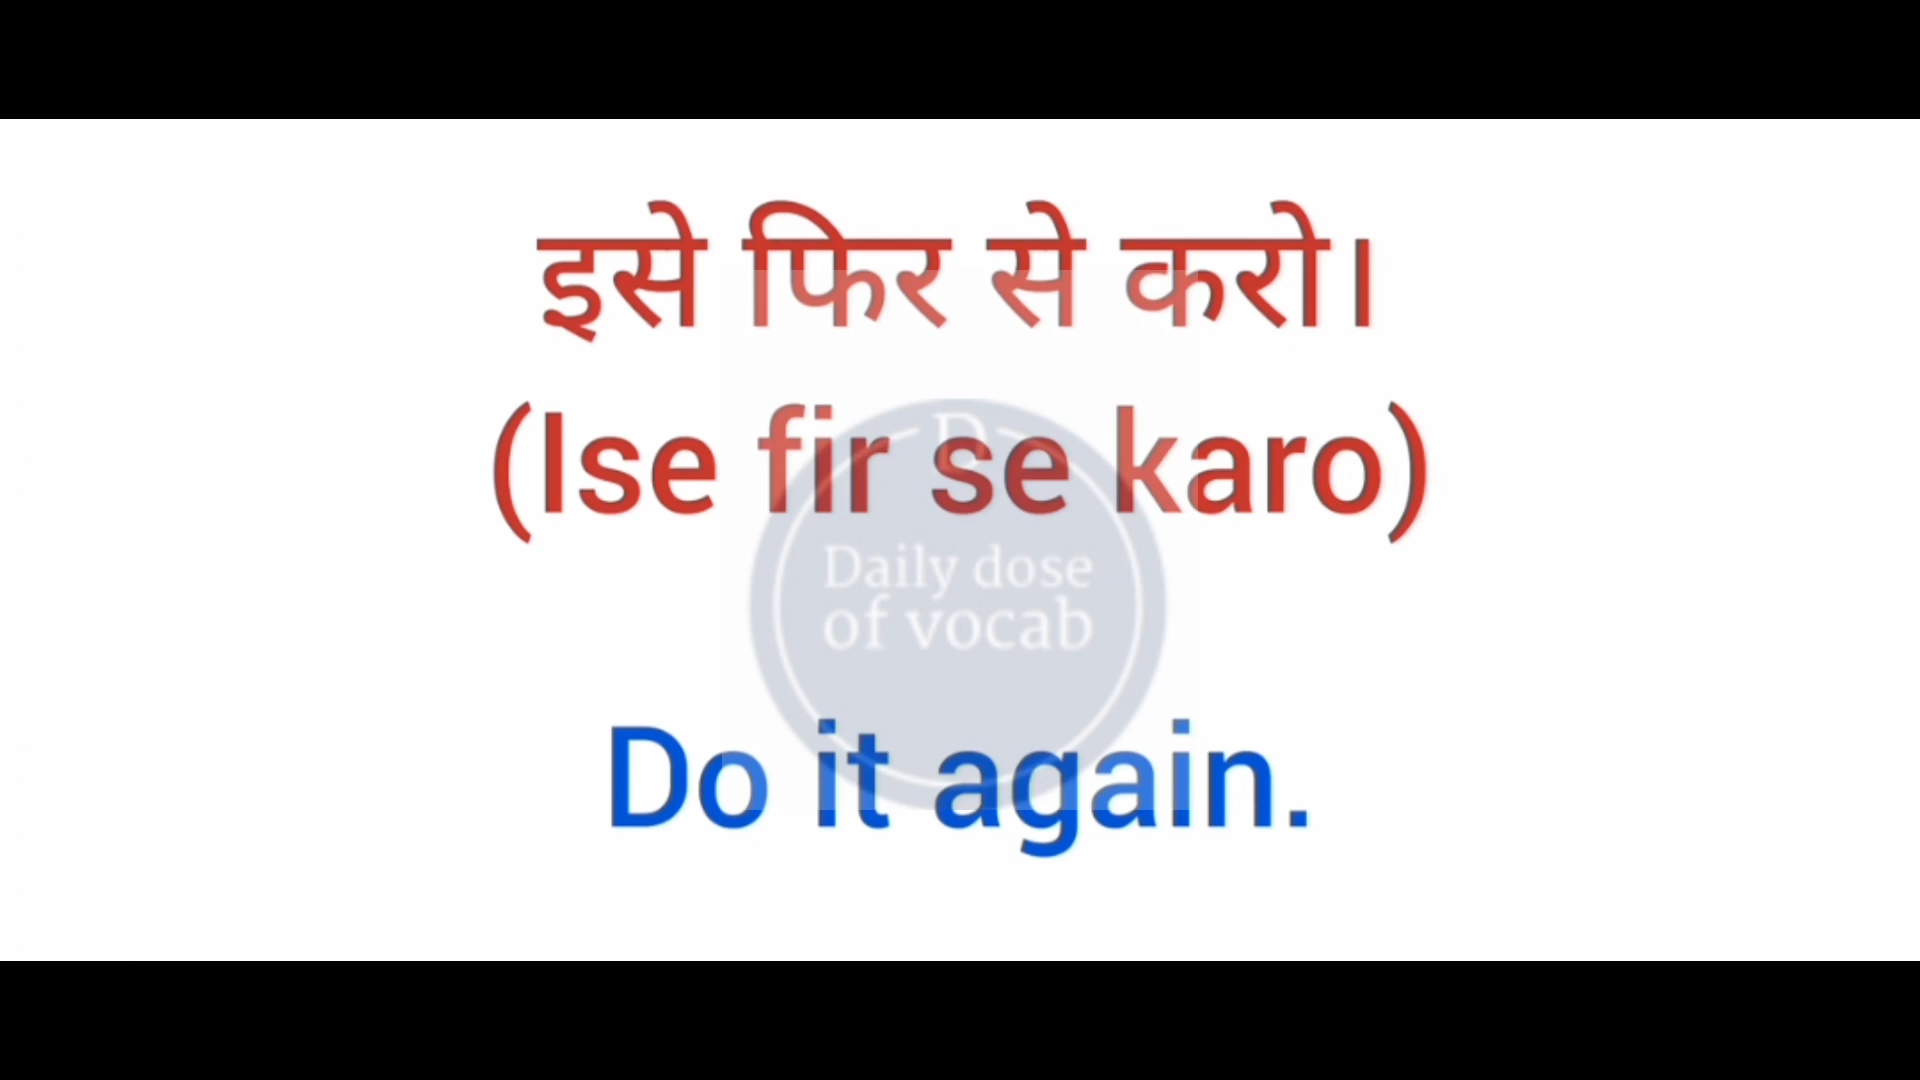 इसे फिर से करो।
(Ise fir se karo)
D
Daily dose
of vocab
Do it again.